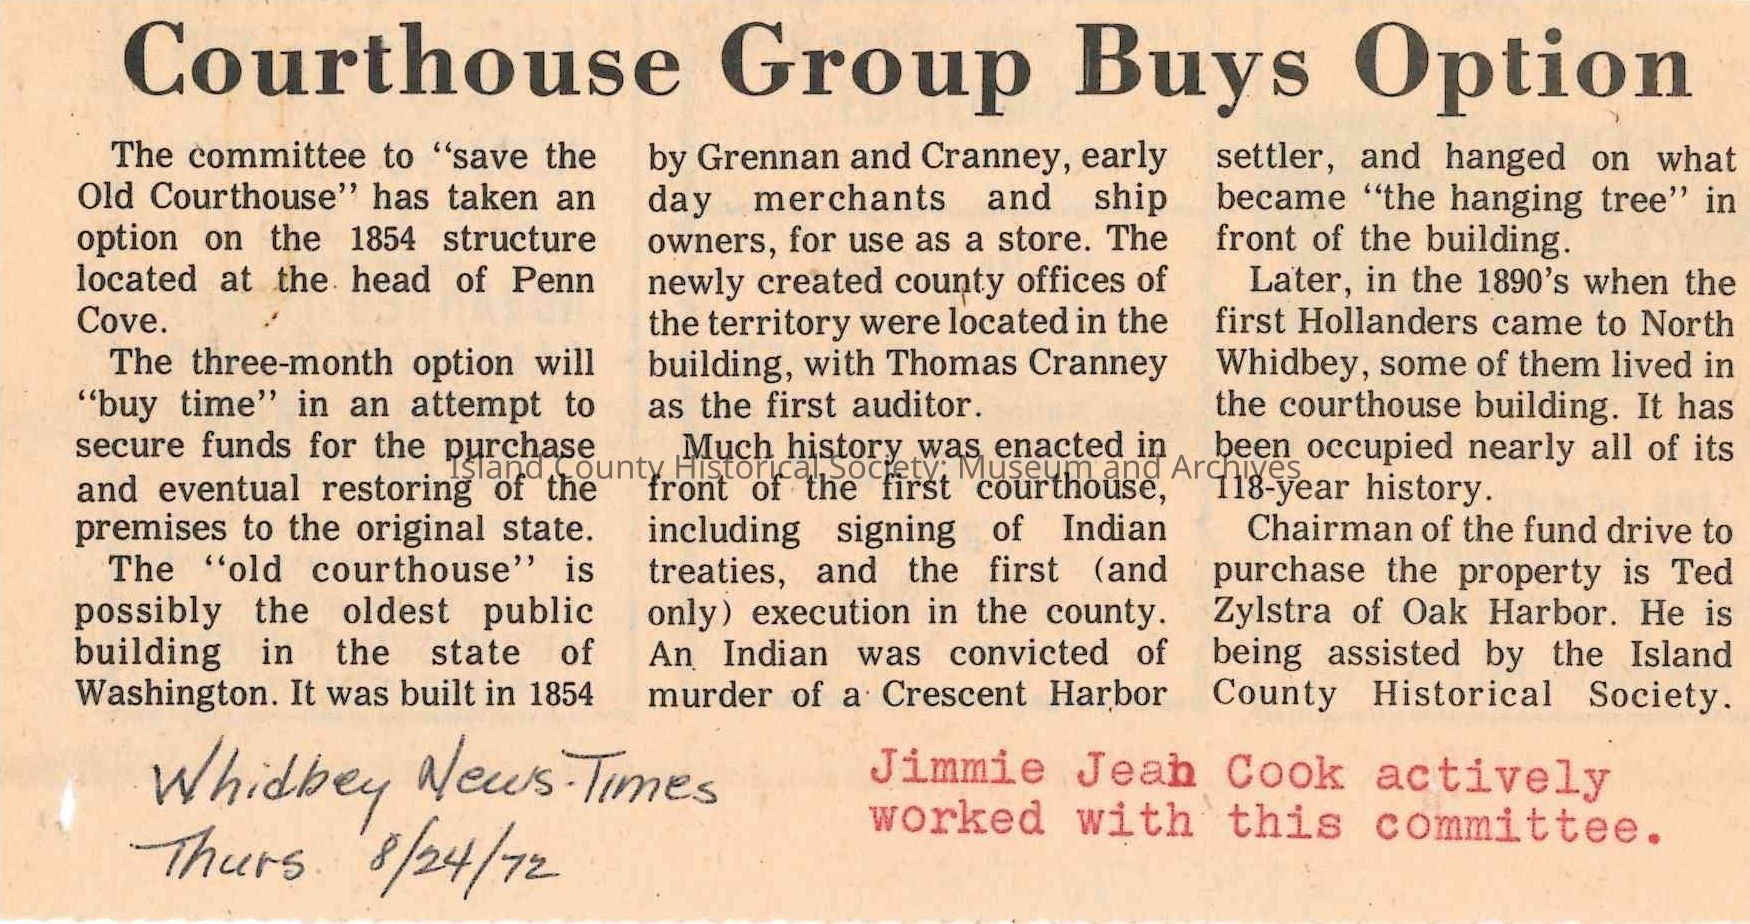 Courthouse Group Buys Option
The committee to “save the
Old Courthouse” has taken an
option on the 1854 structure
located at the head of Penn
Cove.
The three-month option will
“buy time” in an attempt to
secure funds for the purchase
and eventual restoring of the
premises to the original state.
The “old courthouse” is
possibly the oldest public
building in the state of
Washington. It was built in 1854
by Grennan and Cranney, early
day merchants and ship
owners, for use as a store. The
newly created county offices of
the territory were located in the
building, with Thomas Cranney
as the first auditor.
Much history was enacted in
front of the first courthouse,
including signing of Indian
treaties, and the first (and
only) execution in the county.
An Indian was convicted of
murder of a Crescent Harbor
settler, and hanged on what
became “the hanging tree” in
front of the building.
Later, in the 1890's when the
first Hollanders came to North
Whidbey, some of them lived in
the courthouse building. It has
been occupied nearly all of its
118-year history.
Chairman of the fund drive to
purchase the property is Ted
Zylstra of Oak Harbor. He is
being assisted by the Island
County Historical Society.
Island County Historical Society: Museum and Archives
Whidbey News-Times
Thurs 8/24/72
Jimmie Jean Cook actively
worked with this committee.